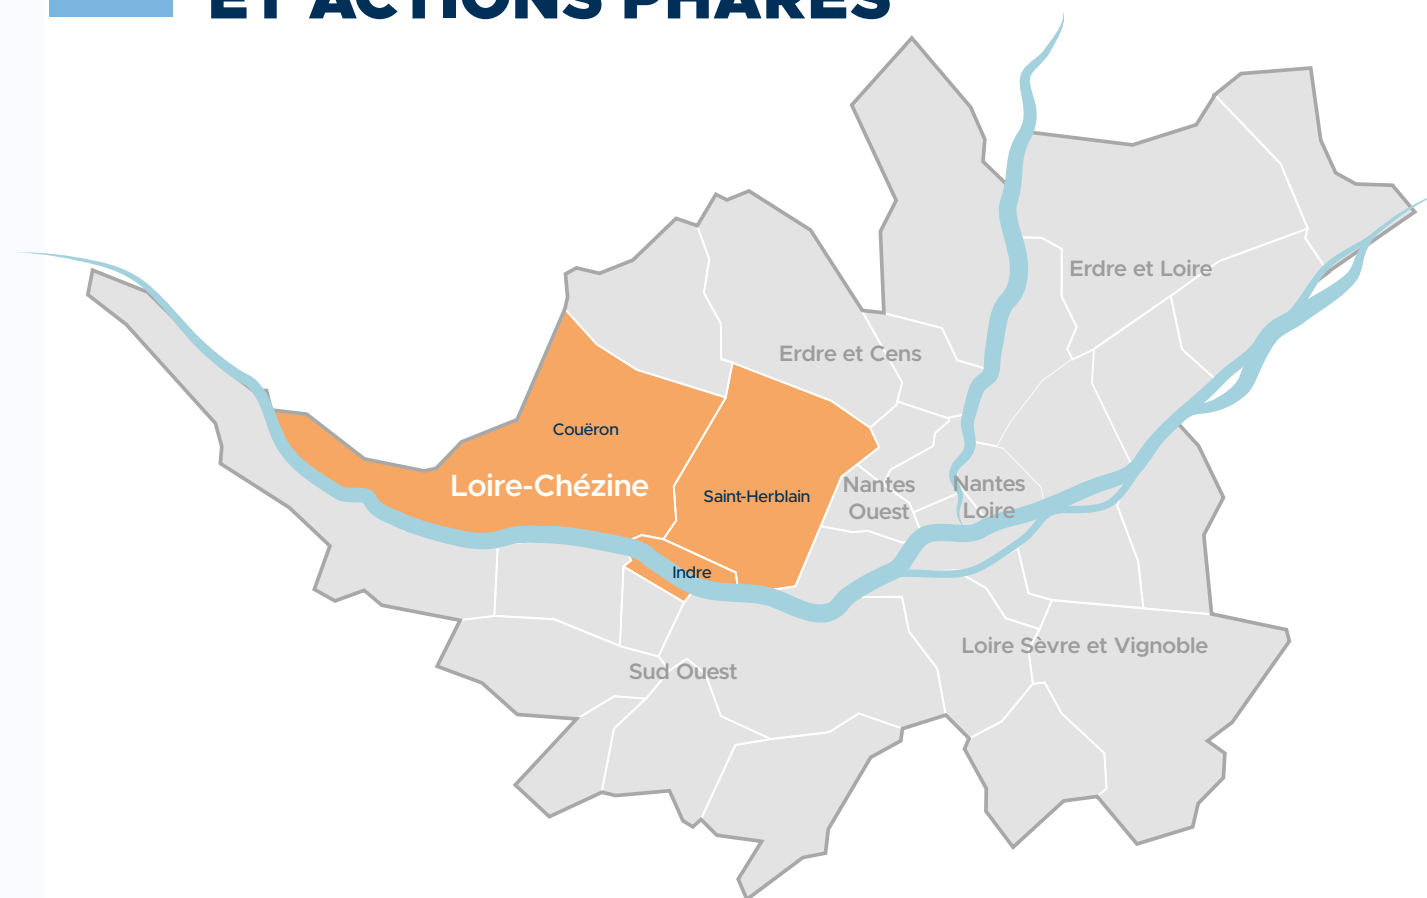 ET ACTIONS PHARES
Erdre et Loire
Erdre et Cens
Couëron
Loire-Chézine
Saint-Herblain
Nantes
Ouest
Nantes
Loire
Indre
Loire Sèvre et Vignoble
Sud Ouest